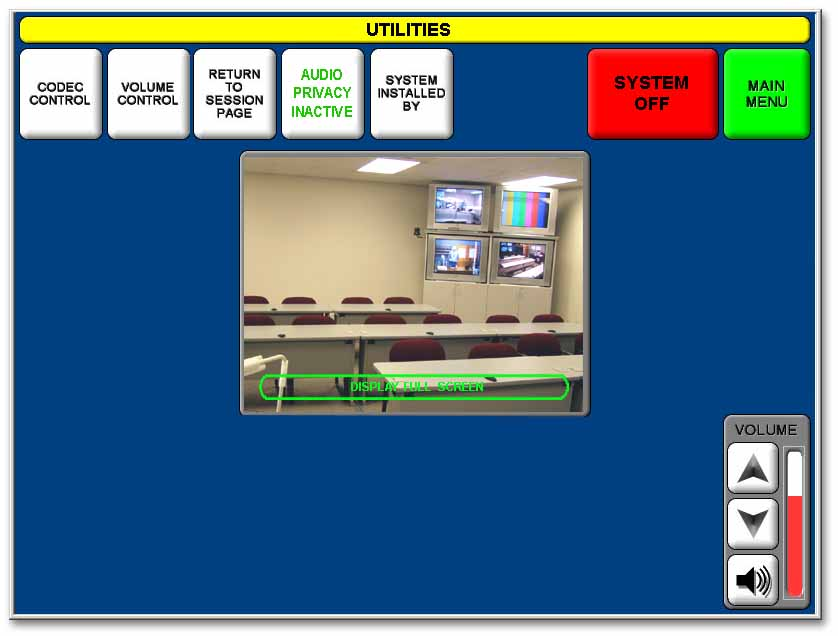 UTILITIES
CODEC
CONTROL
VOLUME
CONTROL
RETURN
TO
SESSION
PAGE
AUDIO
PRIVACY
INACTIVE
SYSTEM
INSTALLED
BY
SYSTEM
OFF
MAIN
MENU
DISPLAY FULL SCREEN
VOLUME